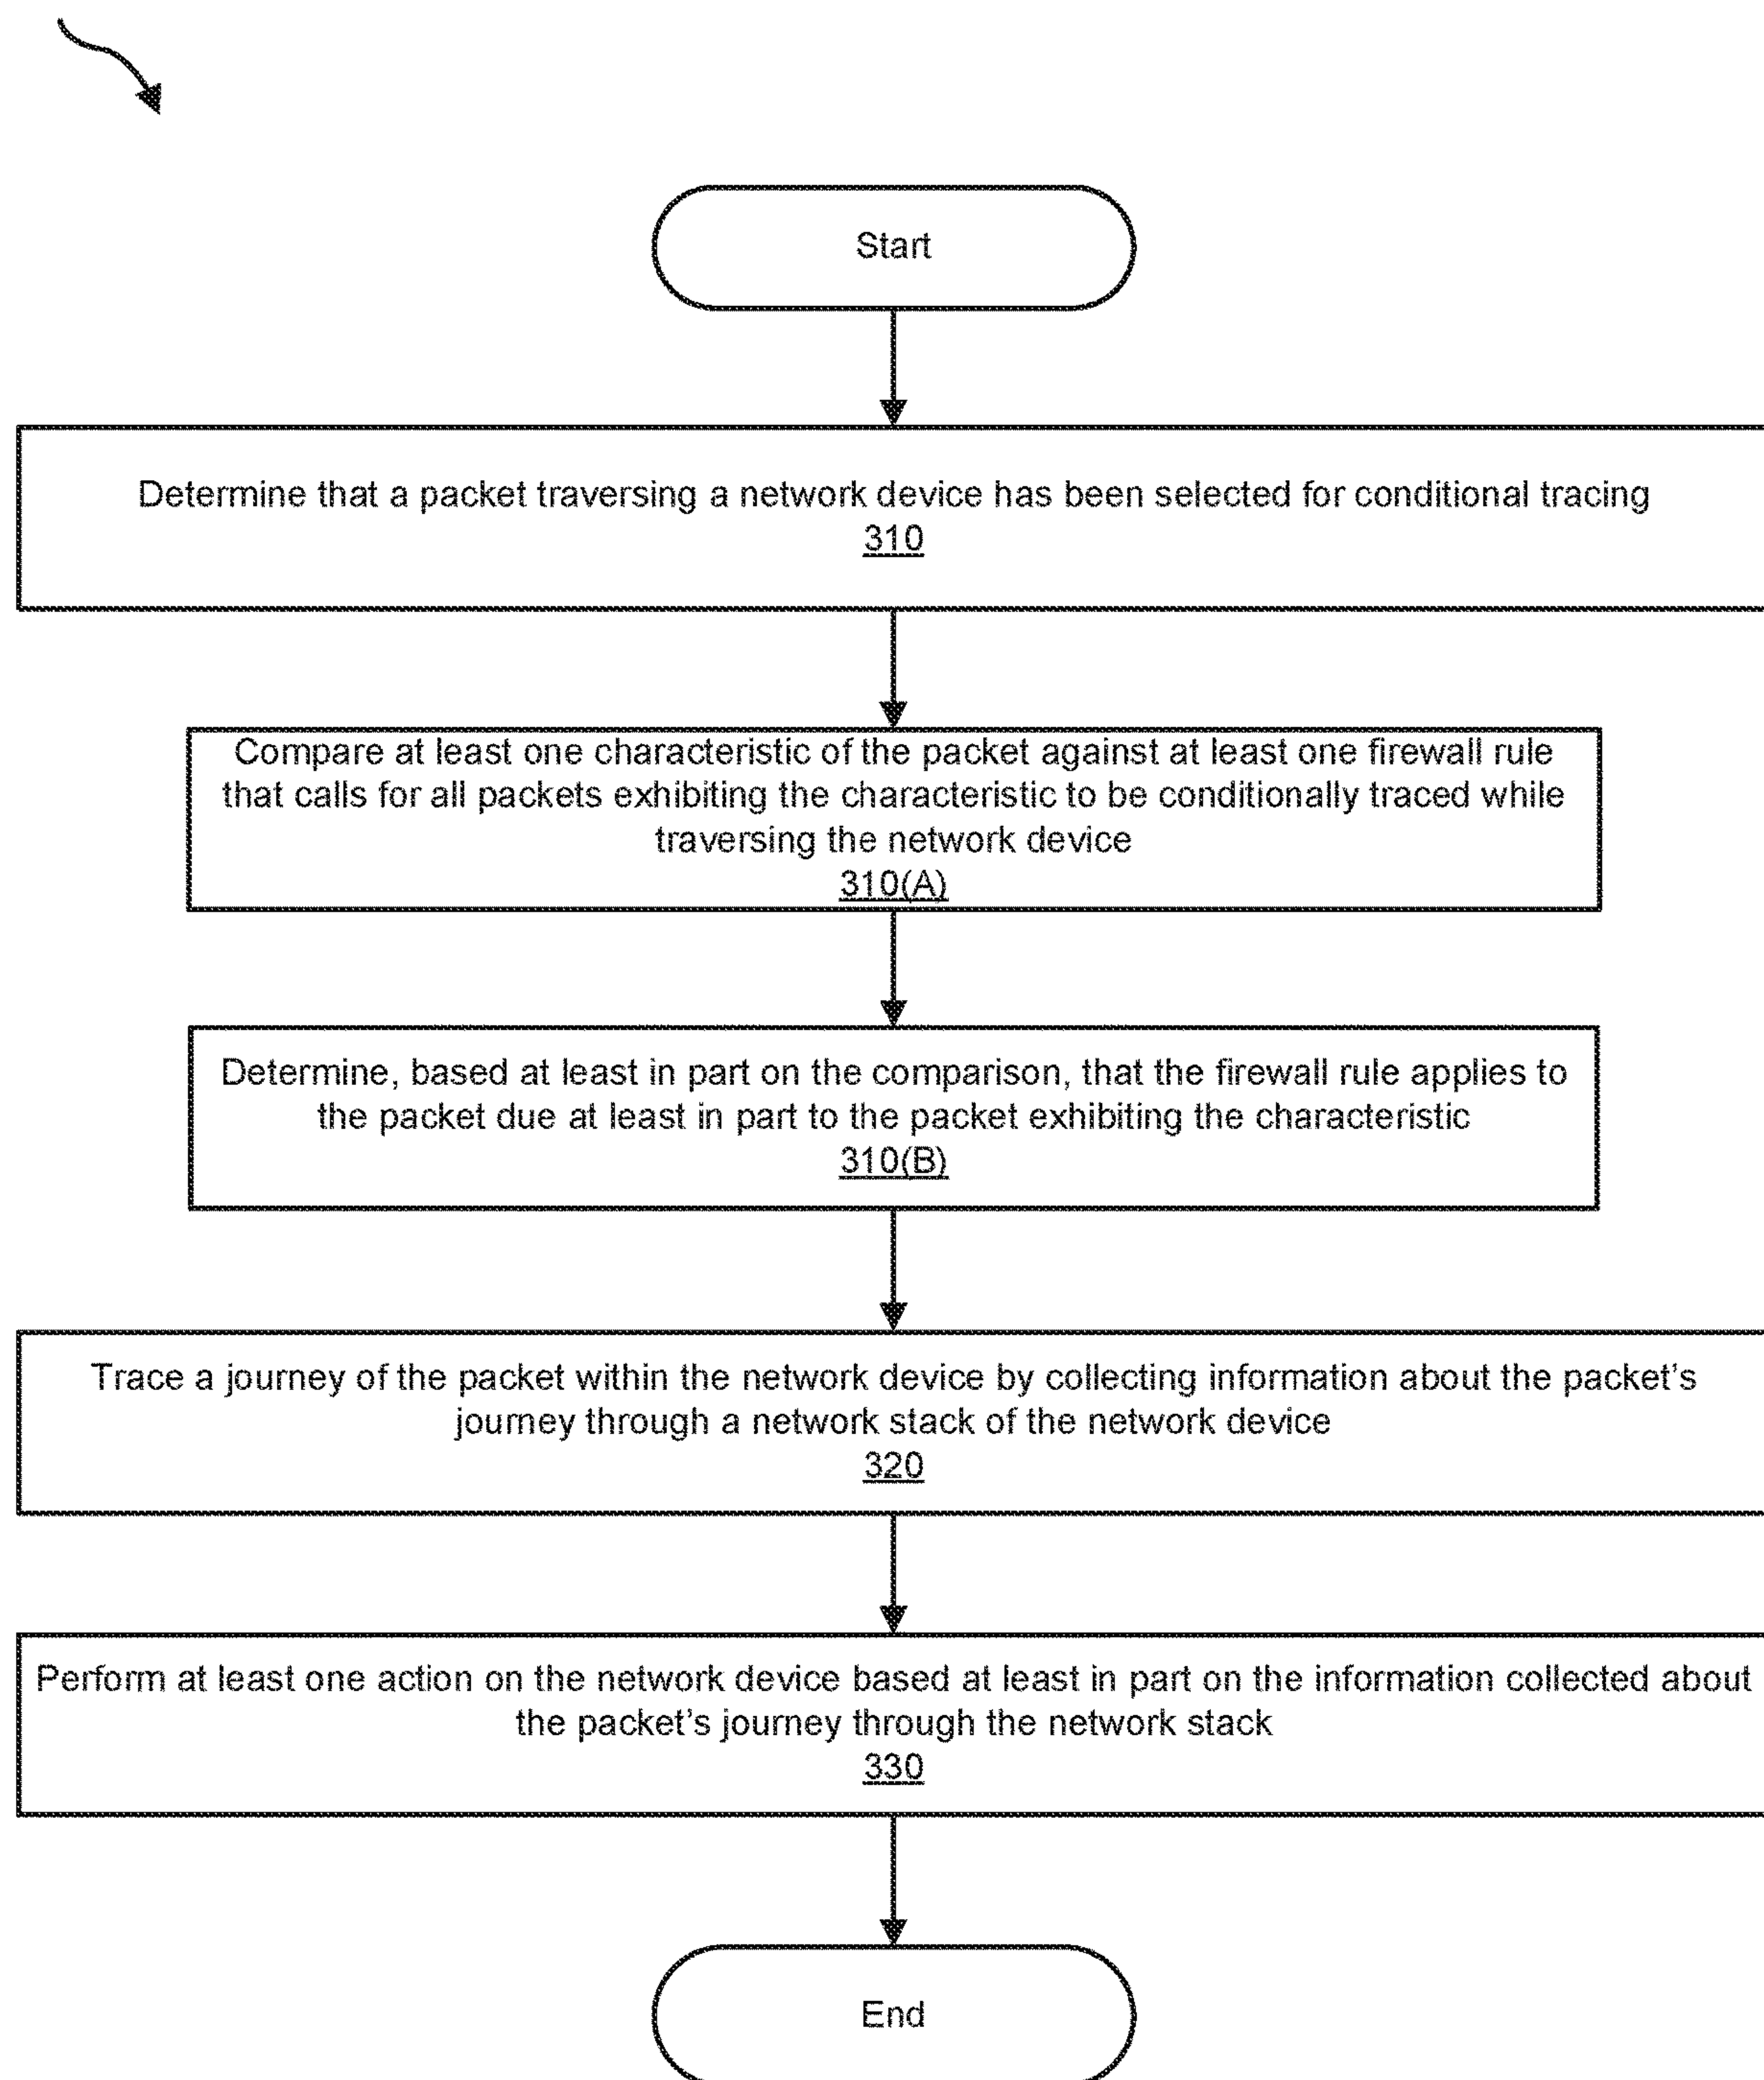 Start
Determine that a packet traversing a network device has been selected for conditional tracing
310
Compare at least one characteristic of the packet against at least one firewall rule
that calls for all packets exhibiting the characteristic to be conditionally traced while
traversing the network device
310(A)
Determine, based at least in part on the comparison, that the firewall rule applies to
the packet due at least in part to the packet exhibiting the characteristic
310(B)
Trace a journey of the packet within the network device by collecting information about the packet’s
journey through a network stack of the network device
320
Perform at least one action on the network device based at least in part on the information collected about
the packet’s journey through the network stack
330
End